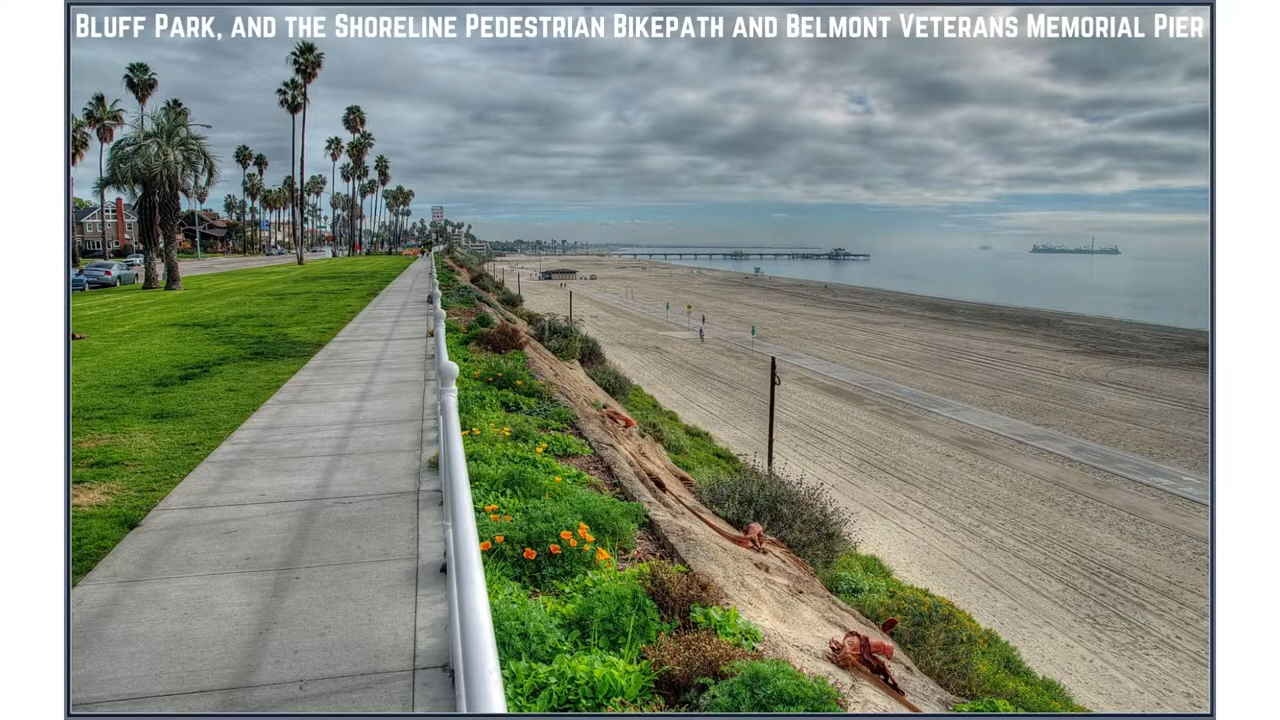 Bluff Park, and the Shoreline Pedestrian Bikepath and Belmont Veterans Memorial Pier